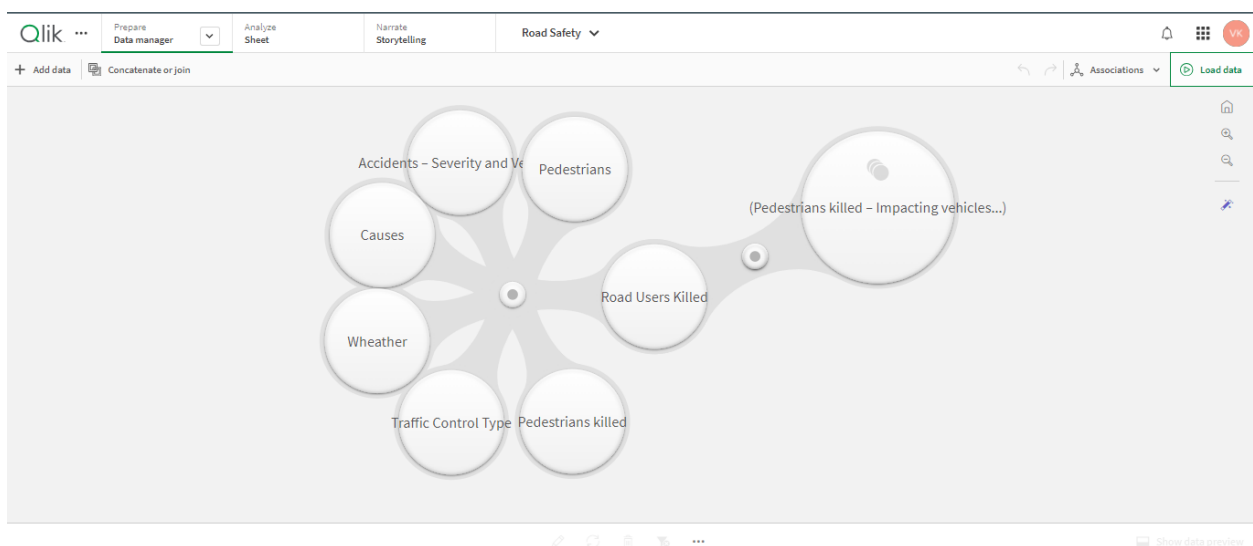 Qlik
Prepare
Data manager
Analyze
Sheet
Narrate
Storytelling
Road Safety
VK
Add data
Concatenate or join
Associations
Load data
Accidents – Severity and Ve
Pedestrians
(Pedestrians killed – Impacting vehicles...)
Causes
Road Users Killed
Wheather
Traffic Control Type
Pedestrians killed
Show data preview